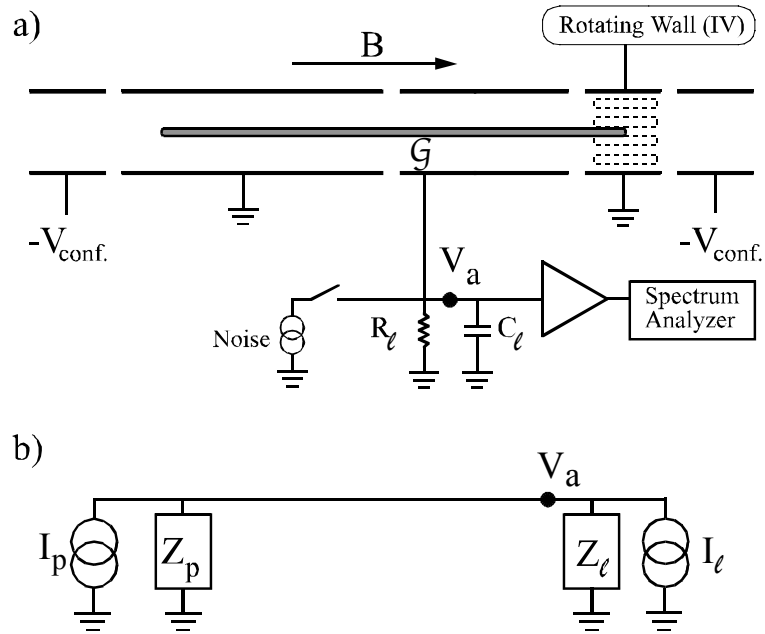 a)
Rotating Wall (IV)
B
𝒢
-Vconf.
-Vconf.
Va
Noise
Rℓ
Cℓ
Spectrum
Analyzer
b)
Va
Ip
Zp
Zℓ
Iℓ